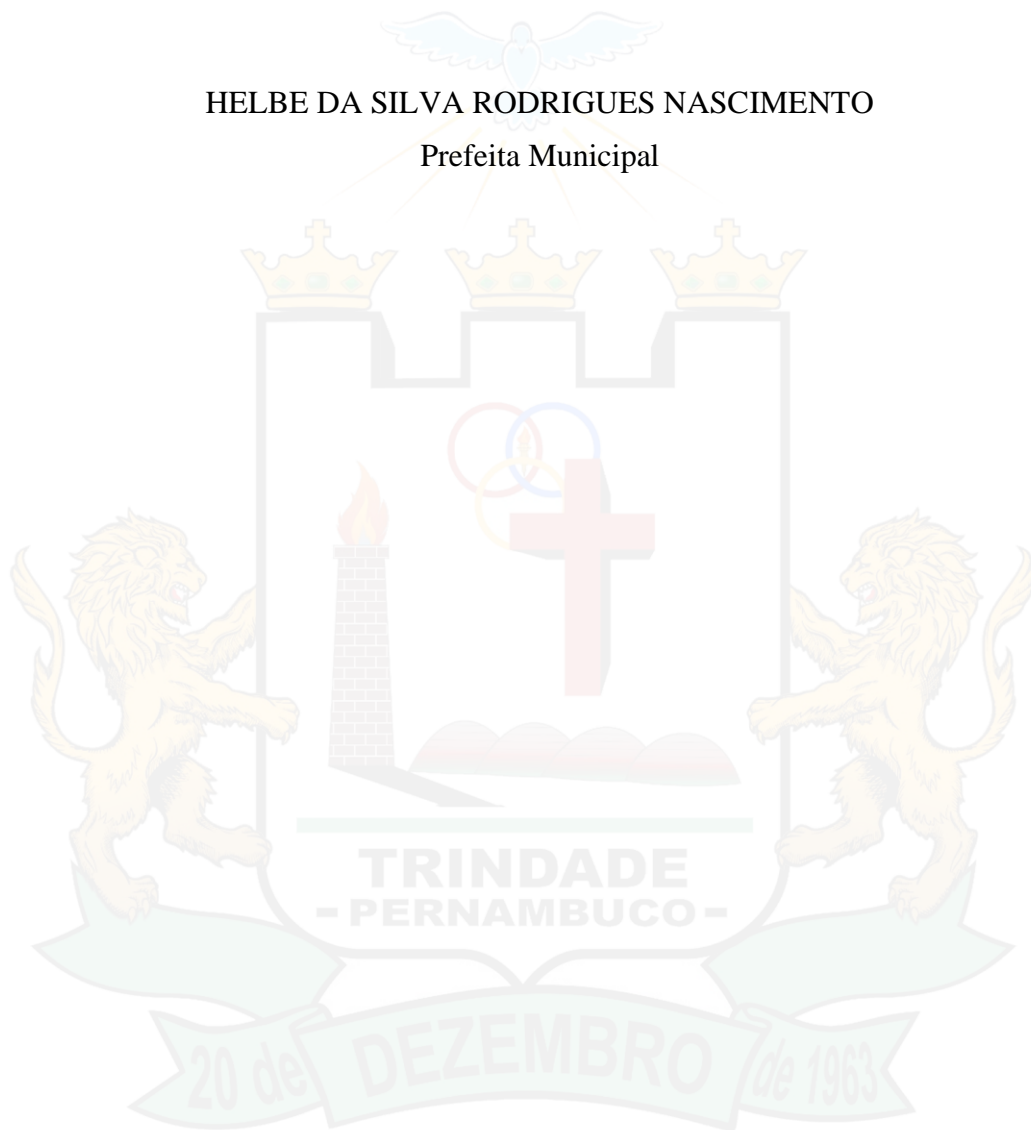 HELBE DA SILVA RODRIGUES NASCIMENTO
Prefeita Municipal
TRINDADE
- PERNAMBUCO -
20 de DEZEMBRO de 1963